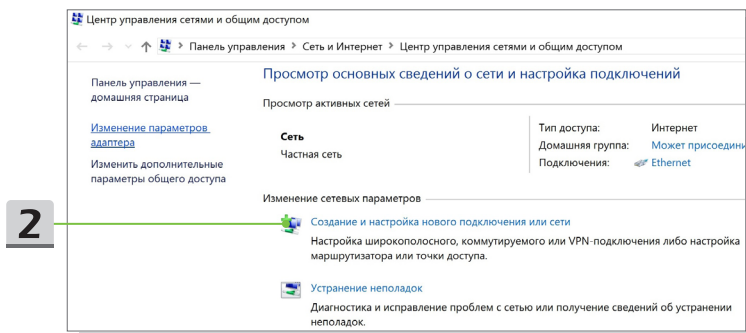 Центр управления сетями и общим доступом
Панель управления > Сеть и Интернет > Центр управления сетями и общим доступом
Панель управления —
домашняя страница
Изменение параметров
адаптера
Изменить дополнительные
параметры общего доступа
Просмотр основных сведений о сети и настройка подключений
Просмотр активных сетей
Сеть
Частная сеть
Тип доступа: Интернет
Домашняя группа: Может присоедини
Подключения: Ethernet
Изменение сетевых параметров
2
Создание и настройка нового подключения или сети
Настройка широкополосного, коммутируемого или VPN-подключения либо настройка
маршрутизатора или точки доступа.
Устранение неполадок
Диагностика и исправление проблем с сетью или получение сведений об устранении
неполадок.